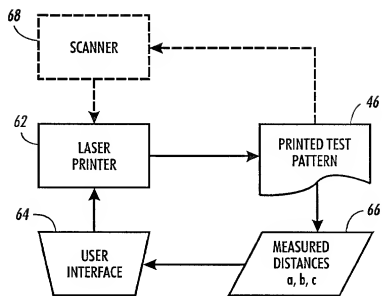 68
SCANNER
62
LASER
PRINTER
46
PRINTED TEST
PATTERN
64
USER
INTERFACE
66
MEASURED
DISTANCES
a, b, c